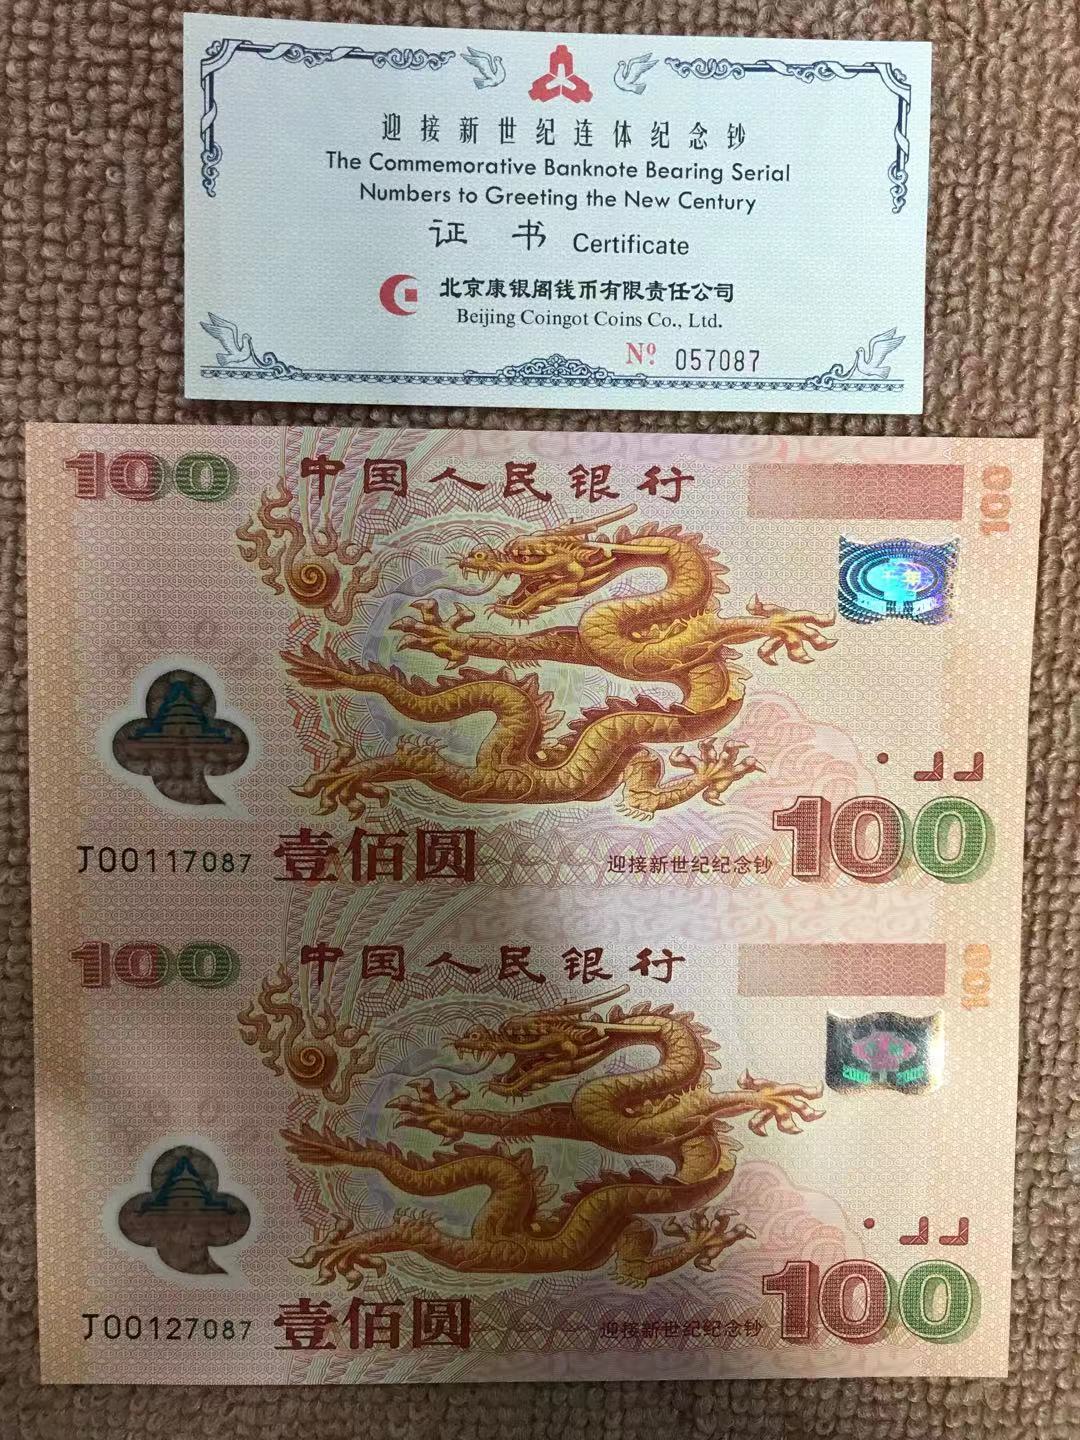 迎接新世纪连体纪念钞
The Commemorative Banknote Bearing Serial
Numbers to Greeting the New Century
证书 Certificate
北京康银阁钱币有限责任公司
Beijing Coingot Coins Co., Ltd.
Nº 057087
100 中国人民银行
100
千年
100
J00117087 壹佰圆 迎接新世纪纪念钞
100 中国人民银行
100
2000 2000
100
J00127087 壹佰圆 迎接新世纪纪念钞